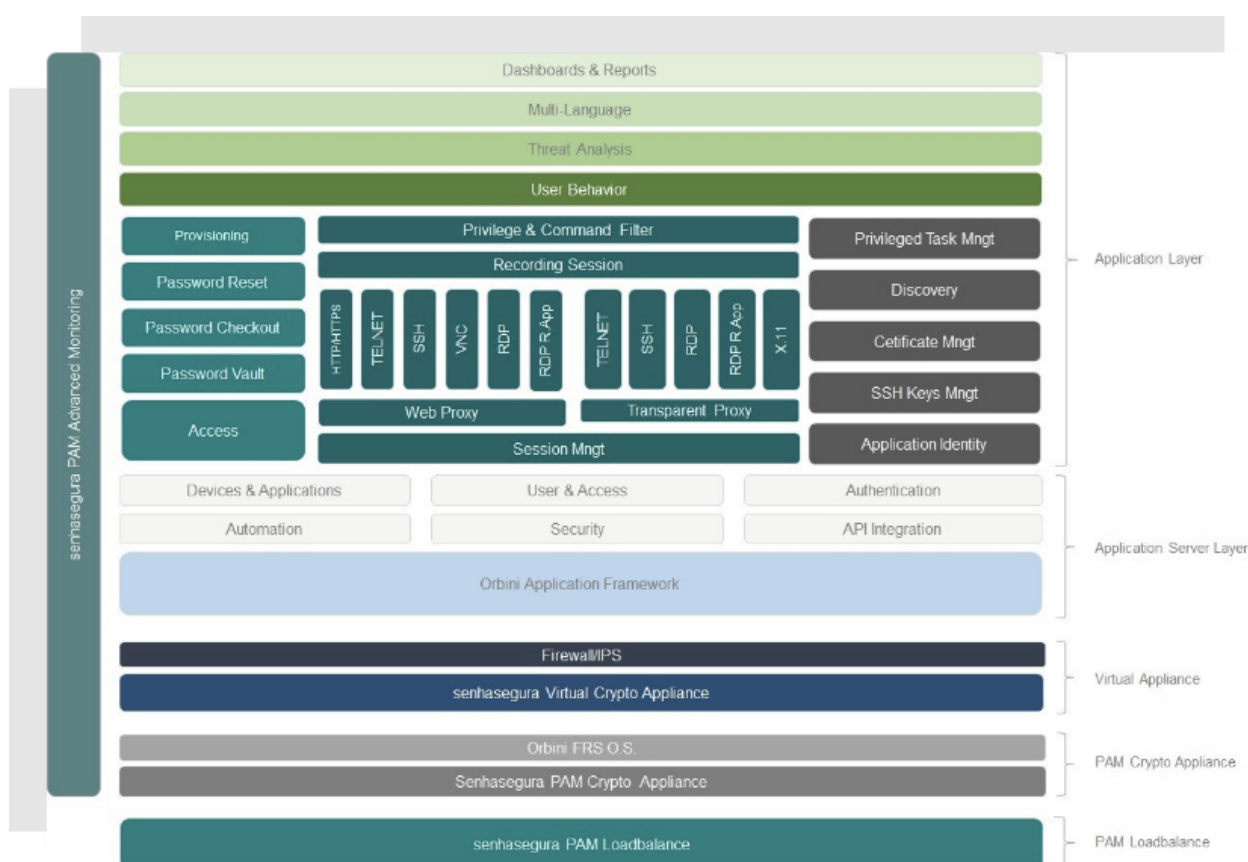 senhasegura PAM Advanced Monitoring
Dashboards & Reports
Multi-Language
Threat Analysis
User Behavior
Provisioning
Password Reset
Password Checkout
Password Vault
Access
Privilege & Command Filter
Recording Session
HTTP/HTTPS
TELNET
SSH
VNC
RDP
RDP R.App
TELNET
SSH
RDP
RDP R.App
X.11
Web Proxy
Transparent Proxy
Session Mngt
Privileged Task Mngt
Discovery
Cetificate Mngt
SSH Keys Mngt
Application Identity
Application Layer
Devices & Applications
User & Access
Authentication
Automation
Security
API Integration
Orbini Application Framework
Application Server Layer
Firewall/IPS
senhasegura Virtual Crypto Appliance
Virtual Appliance
Orbini FRS O.S.
Senhasegura PAM Crypto Appliance
PAM Crypto Appliance
senhasegura PAM Loadbalance
PAM Loadbalance